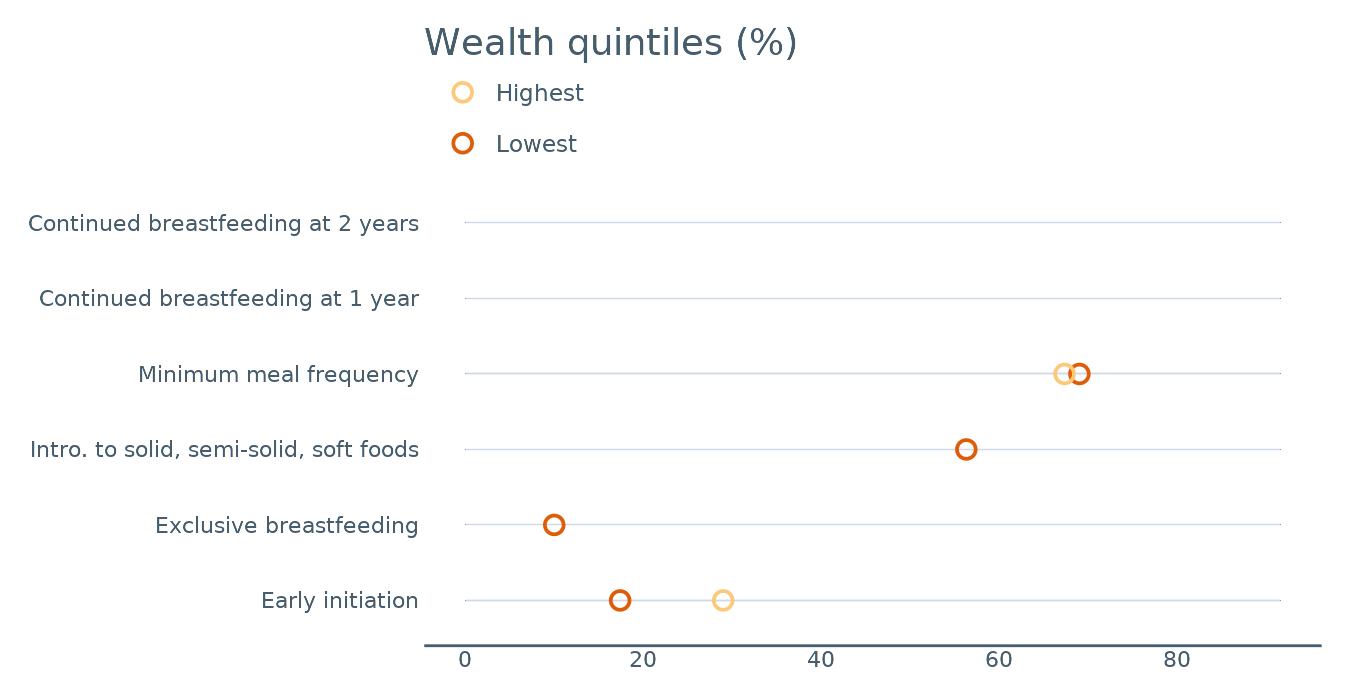 Wealth quintiles (%)
Highest
Lowest
Continued breastfeeding at 2 years
Continued breastfeeding at 1 year
Minimum meal frequency
Intro. to solid, semi-solid, soft foods
Exclusive breastfeeding
Early initiation
0 20 40 60 80